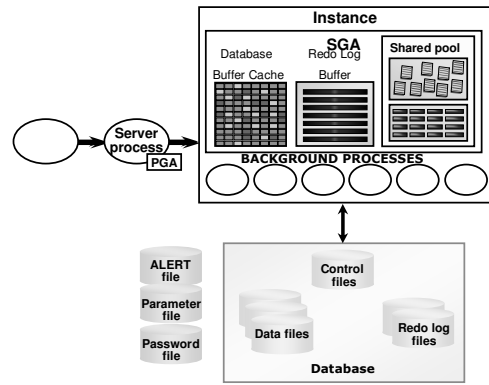 Instance
SGA
Database
Buffer Cache
Redo Log
Buffer
Shared pool
Server
process
PGA
BACKGROUND PROCESSES
ALERT
file
Parameter
file
Password
file
Control
files
Data files
Redo log
files
Database